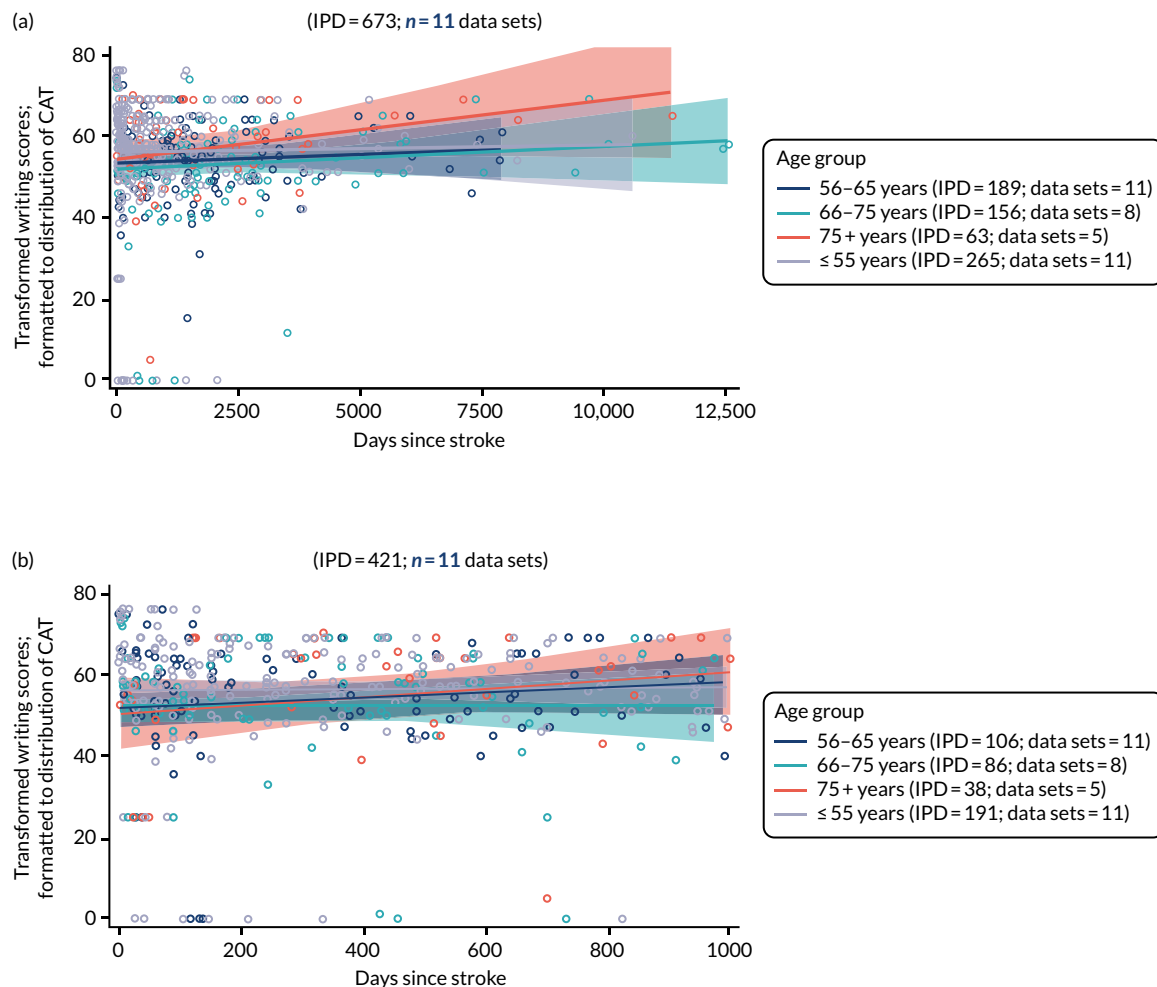 (a)
(IPD = 673; n = 11 data sets)
Transformed writing scores;
formatted to distribution of CAT
80
60
40
20
0
0
2500
5000
7500
10,000
12,500
Days since stroke
Age group
56–65 years (IPD = 189; data sets = 11)
66–75 years (IPD = 156; data sets = 8)
75 + years (IPD = 63; data sets = 5)
≤ 55 years (IPD = 265; data sets = 11)
(b)
(IPD = 421; n = 11 data sets)
Transformed writing scores;
formatted to distribution of CAT
80
60
40
20
0
0
200
400
600
800
1000
Days since stroke
Age group
56–65 years (IPD = 106; data sets = 11)
66–75 years (IPD = 86; data sets = 8)
75 + years (IPD = 38; data sets = 5)
≤ 55 years (IPD = 191; data sets = 11)